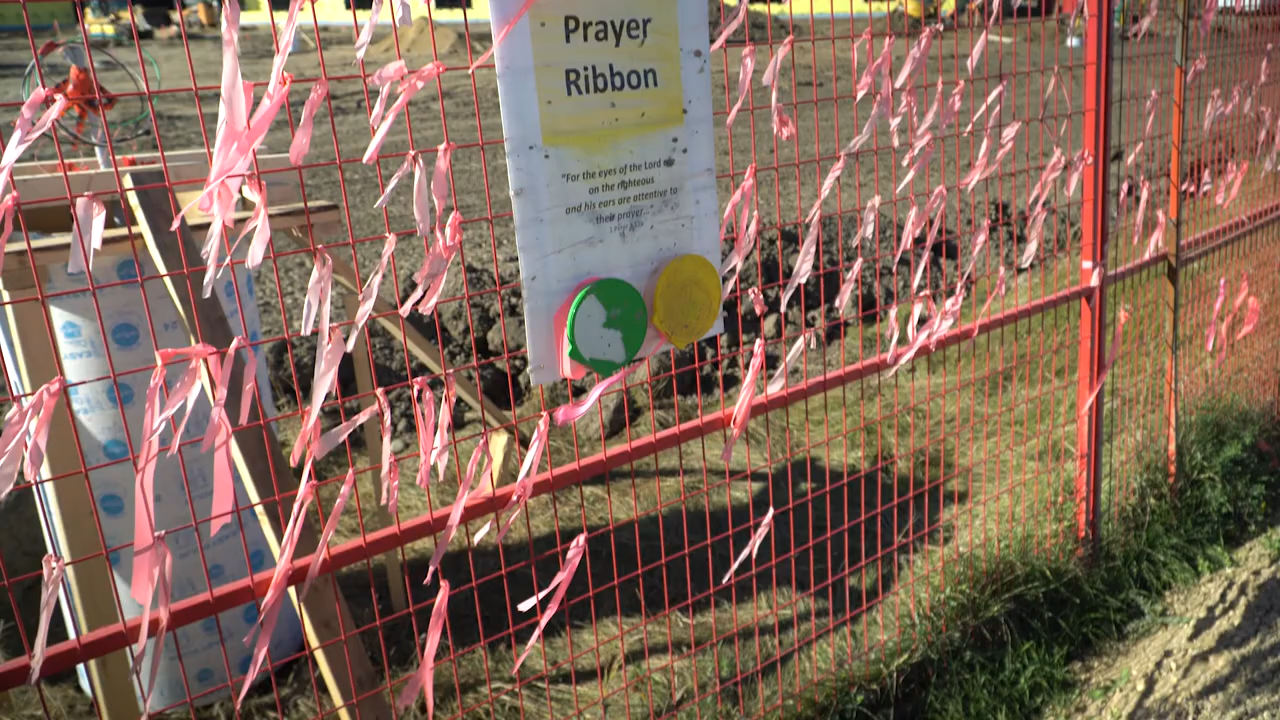 Prayer
Ribbon
"For the eyes of the Lord are
on the righteous
and his ears are attentive to
their prayer...